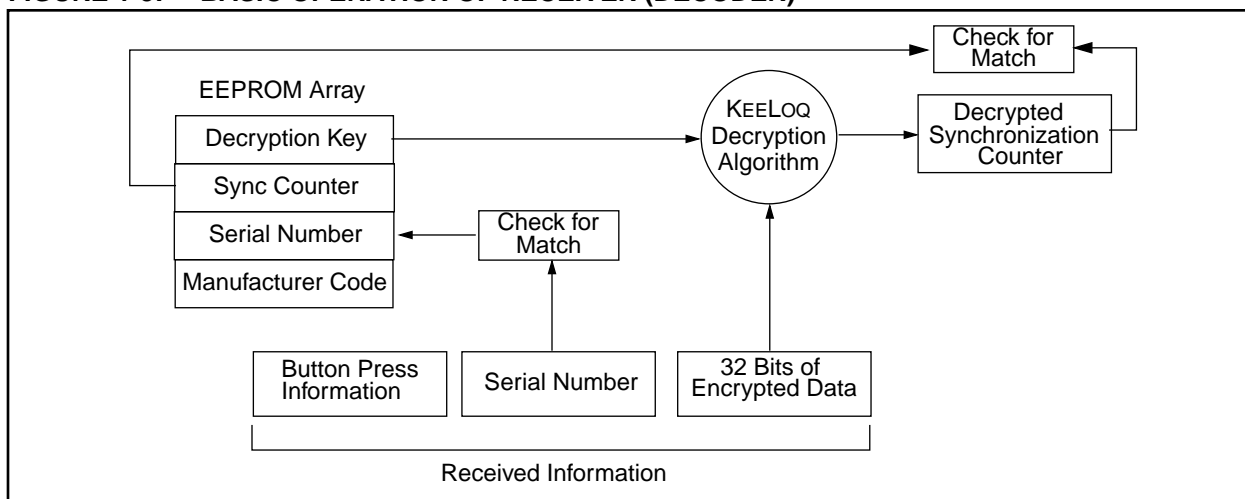 Check for
Match
EEPROM Array
Decryption Key
Sync Counter
Serial Number
Manufacturer Code
KEELOQ
Decryption
Algorithm
Decrypted
Synchronization
Counter
Check for
Match
Button Press
Information
Serial Number
32 Bits of
Encrypted Data
Received Information